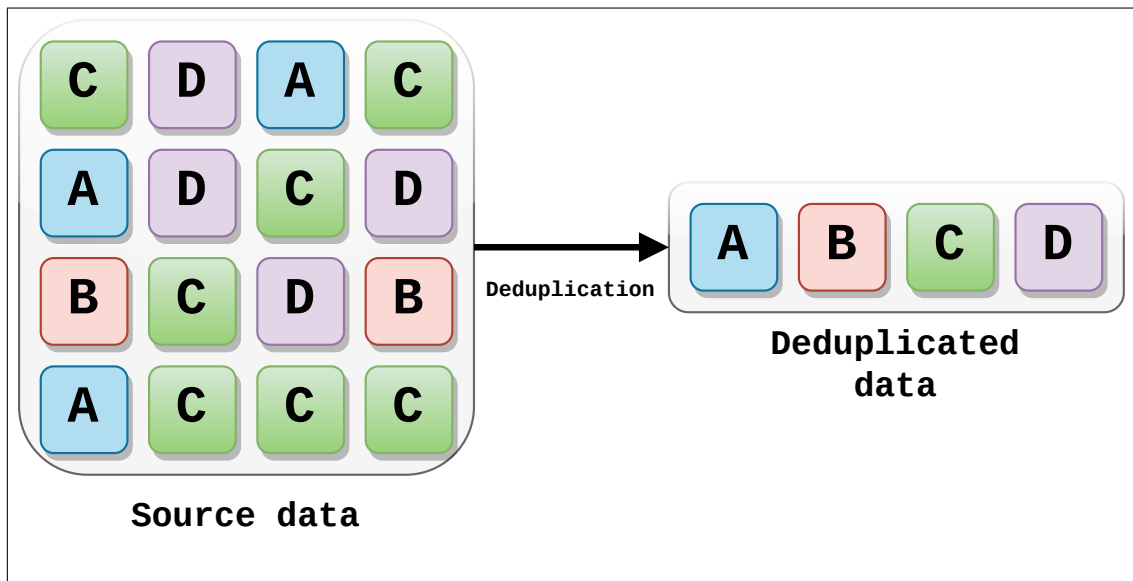 C D A C
A D C D
B C D B
A C C C
Source data
Deduplication
A B C D
Deduplicated
data